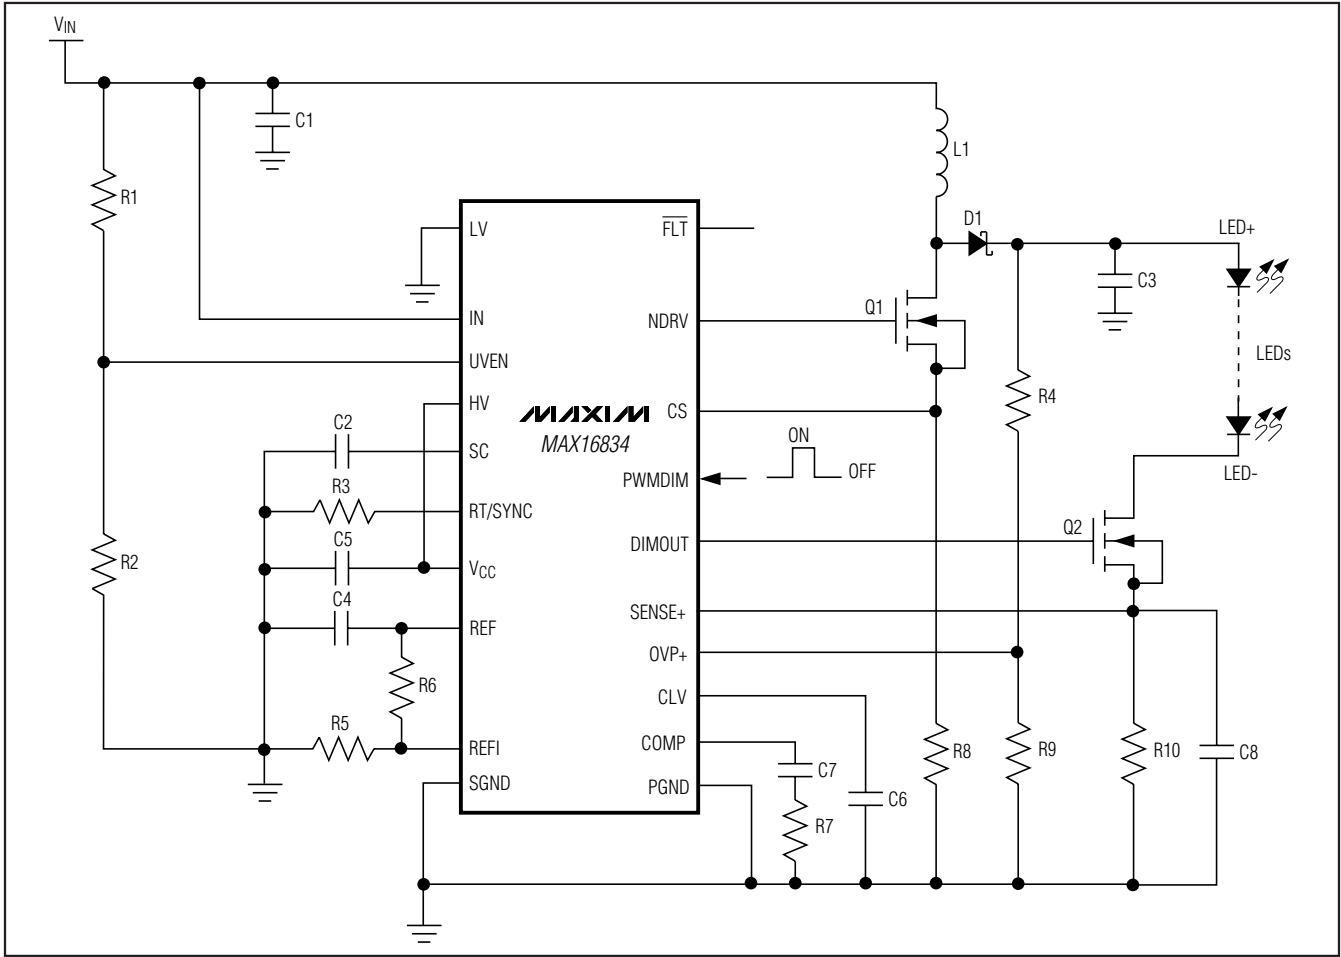 VIN
C1
R1
L1
D1
LED+
LV
FLT
C3
Q1
IN
NDRV
LEDs
UVEN
R4
HV
MAXIM
CS
C2
MAX16834
ON
SC
OFF
LED-
R3
PWMDIM
RT/SYNC
Q2
C5
DIMOUT
R2
VCC
C4
SENSE+
REF
OVP+
R6
CLV
R5
REFI
COMP
R8
R9
R10
C8
C7
SGND
PGND
C6
R7